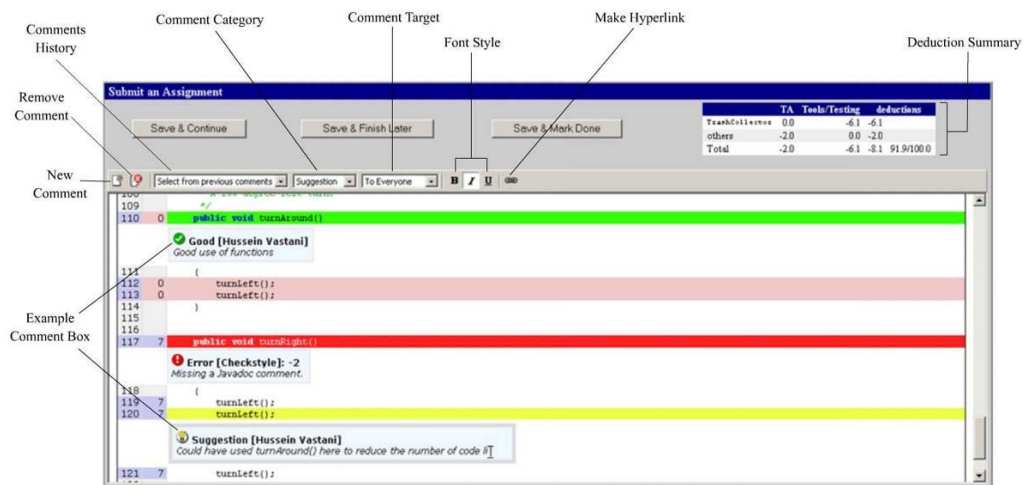 Comment Category
Comment Target
Make Hyperlink
Comments
History
Font Style
Deduction Summary
Submit an Assignment
Remove
Comment
Save & Continue
Save & Finish Later
Save & Mark Done
TA Tools/Testing deductions
TrashCollector 0.0 -6.1 -6.1
others -2.0 0.0 -2.0
Total -2.0 -6.1 -8.1 91.9/100.0
New
Comment
Select from previous comments
Suggestion
To Everyone
B I U
109 */
110 0 public void turnAround()
Good [Hussein Vastani]
Good use of functions
111 {
112 0 turnLeft();
113 0 turnLeft();
114 }
115
116
117 7 public void turnRight()
Example
Comment Box
Error [Checkstyle]: -2
Missing a Javadoc comment.
118 {
119 7 turnLeft();
120 7 turnLeft();
Suggestion [Hussein Vastani]
Could have used turnAround() here to reduce the number of code li
121 7 turnLeft();